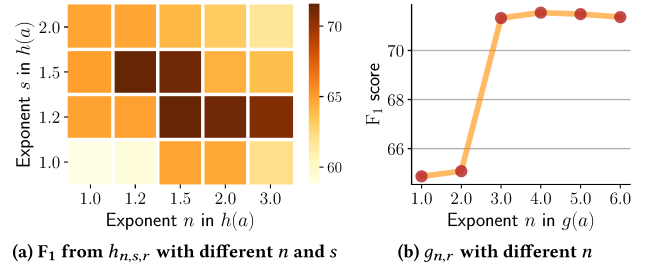 Exponent s in h(a)
2.0
1.5
1.2
1.0
1.0 1.2 1.5 2.0 3.0
Exponent n in h(a)
70
65
60
(a) F1 from hn,s,r with different n and s
F1 score
70
68
66
1.0 2.0 3.0 4.0 5.0 6.0
Exponent n in g(a)
(b) gn,r with different n